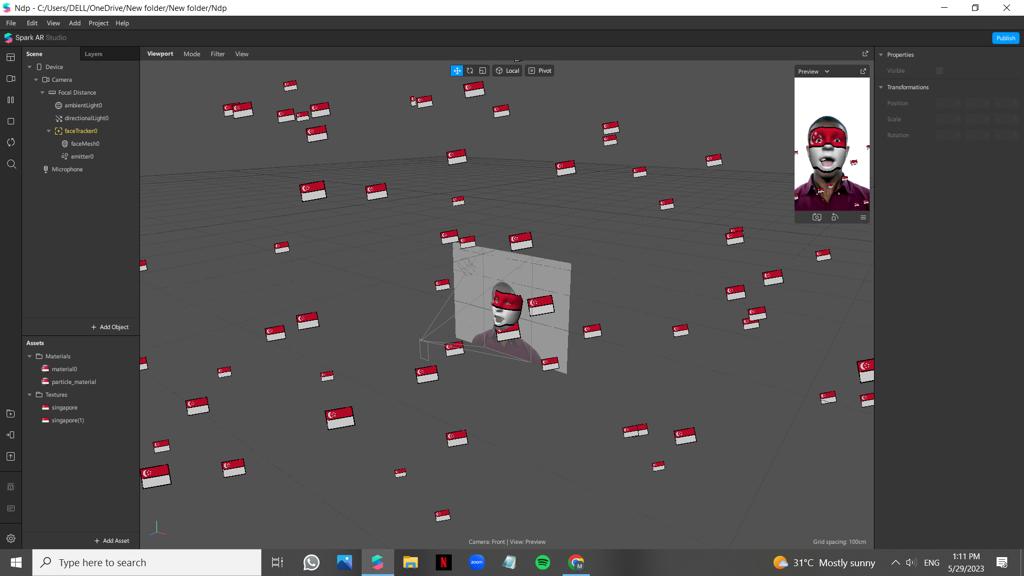 Ndp - C:/Users/DELL/OneDrive/New folder/New folder/Ndp
File Edit View Add Project Help
Spark AR Studio
Publish
Scene Layers
Viewport Mode Filter View
Properties
Device
Camera
Focal Distance
ambientLight0
directionalLight0
faceTracker0
faceMesh0
emitter0
Microphone
Local Pivot
Preview
Visible
Transformations
Position
Scale
Rotation
+ Add Object
Assets
Materials
material0
particle_material
Textures
singapore
singapore(1)
+ Add Asset
Camera: Front | View: Preview
Grid spacing: 100cm
Type here to search
zoom
31°C Mostly sunny
ENG
1:11 PM
5/29/2023